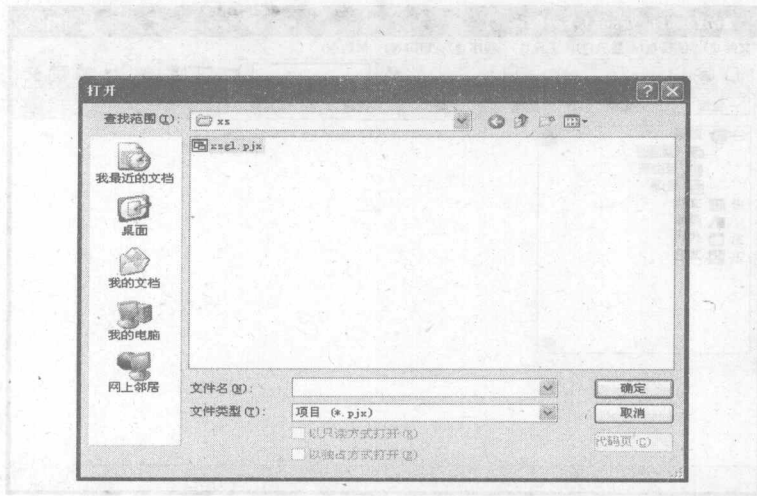 打开
查找范围(I):
xs
xsgl.pjx
我最近的文档
桌面
我的文档
我的电脑
网上邻居
文件名(N):
确定
文件类型(T):
项目 (*.pjx)
取消
以只读方式打开(R)
代码页(C)
以独占方式打开(E)